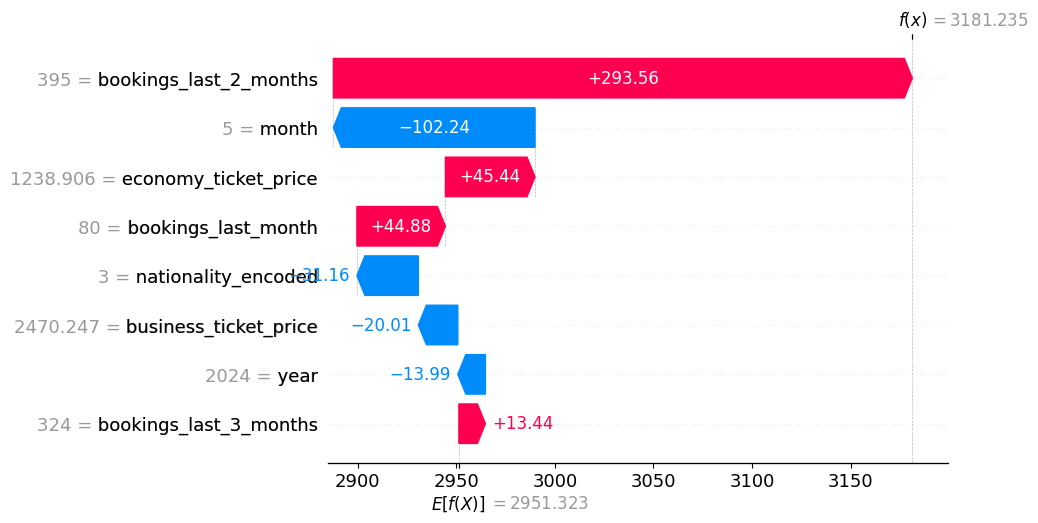 f(x) = 3181.235
395 = bookings_last_2_months +293.56
5 = month −102.24
1238.906 = economy_ticket_price +45.44
80 = bookings_last_month +44.88
3 = nationality_encoded −31.16
2470.247 = business_ticket_price −20.01
2024 = year −13.99
324 = bookings_last_3_months +13.44
2900 2950 3000 3050 3100 3150
E[f(X)] = 2951.323